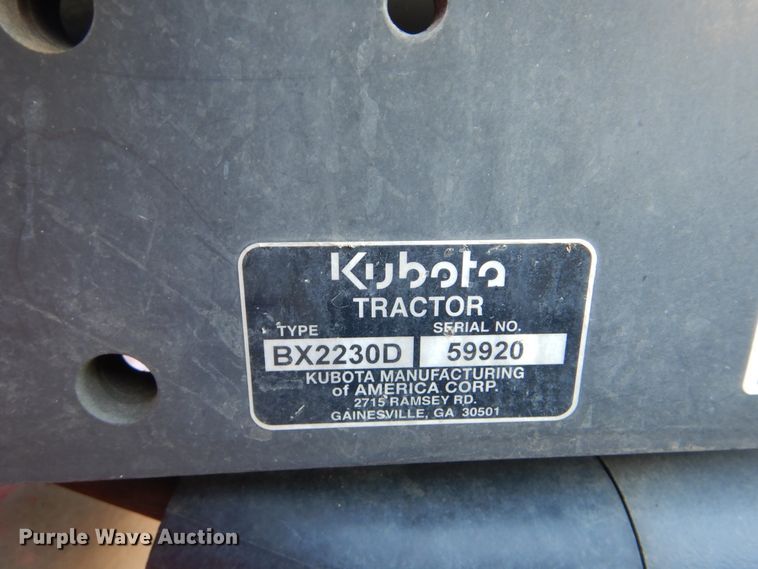 Kubota
TRACTOR
TYPE SERIAL NO.
BX2230D 59920
KUBOTA MANUFACTURING
of AMERICA CORP.
2715 RAMSEY RD.
GAINESVILLE, GA 30501
Purple Wave Auction